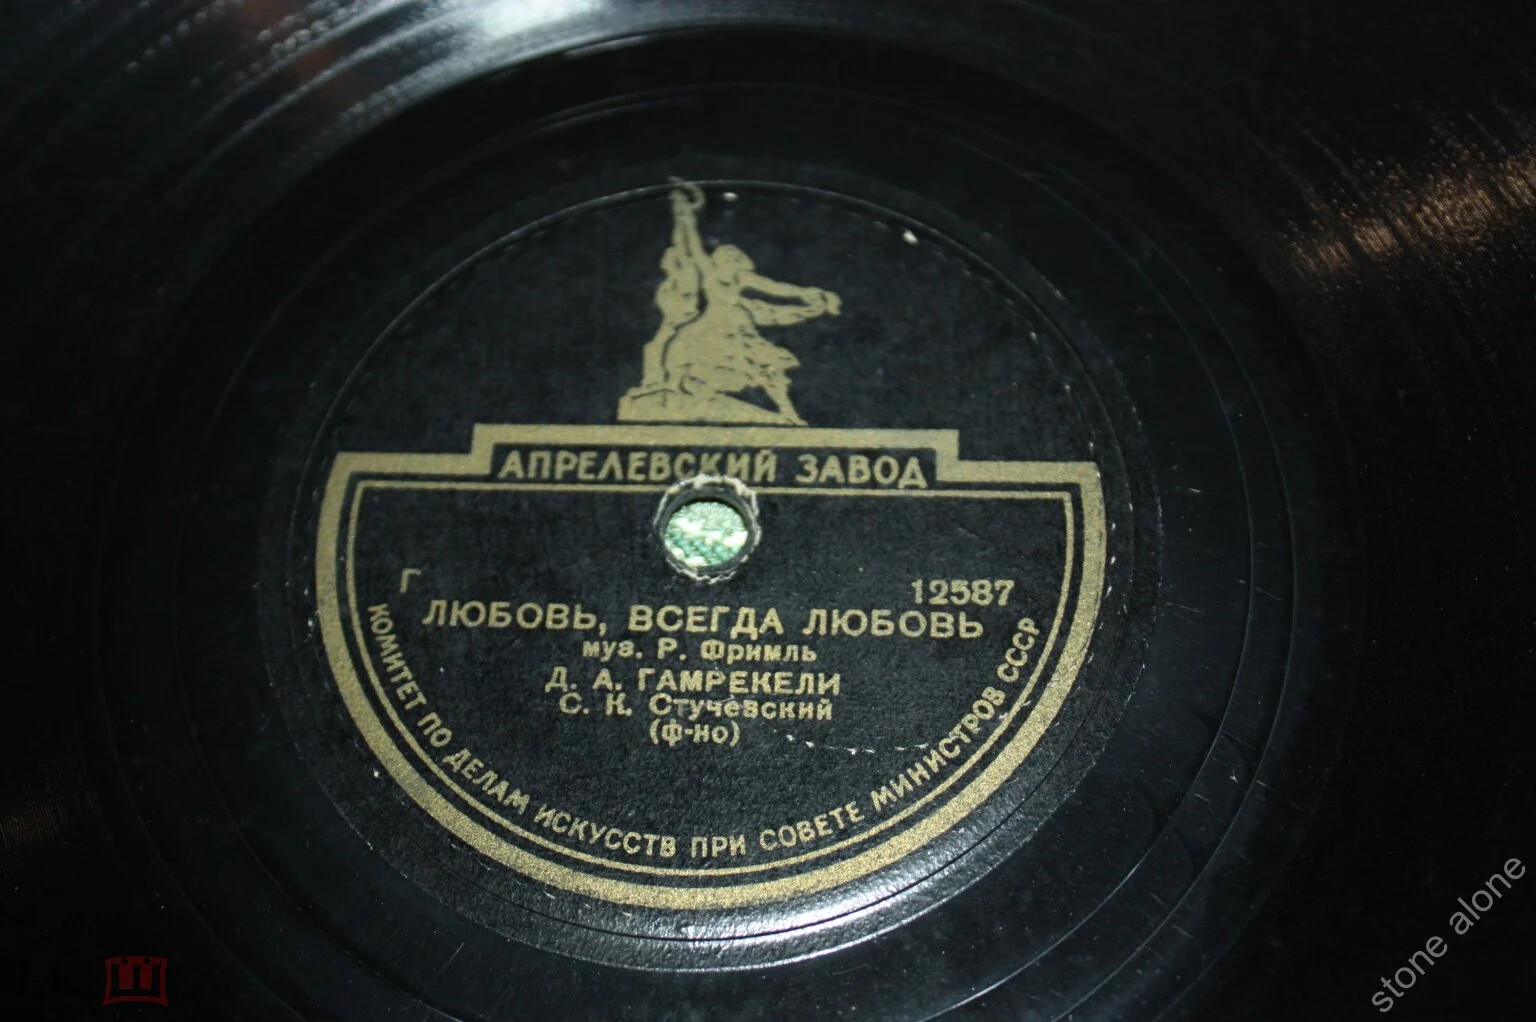 АПРЕЛЕВСКИЙ ЗАВОД
Г 12587
ЛЮБОВЬ, ВСЕГДА ЛЮБОВЬ
муз. Р. Фримль
Д. А. ГАМРЕКЕЛИ
С. К. Стучевский
(ф-но)
КОМИТЕТ ПО ДЕЛАМ ИСКУССТВ ПРИ СОВЕТЕ МИНИСТРОВ СССР
stone alone